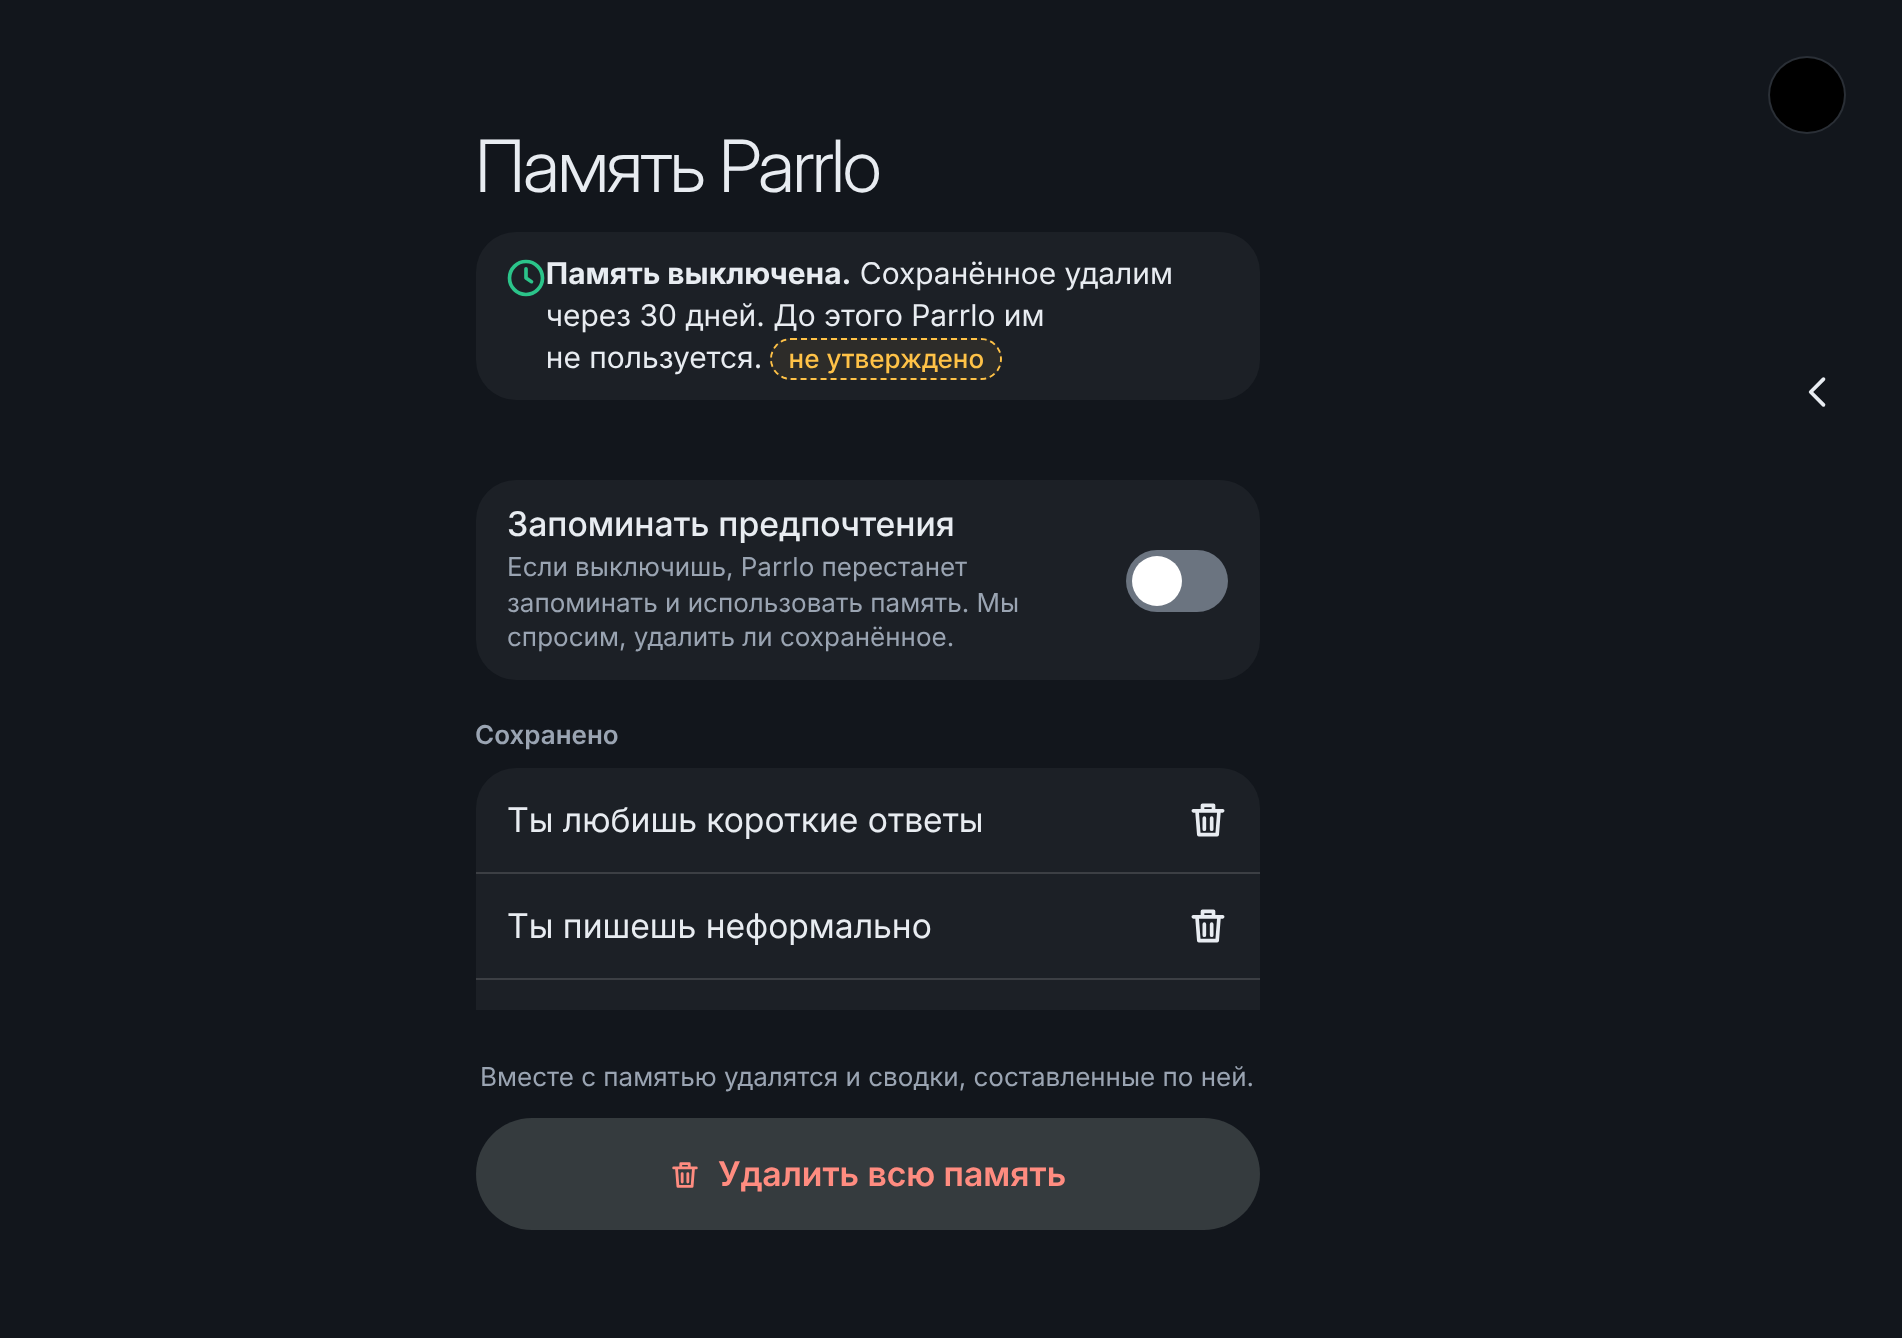 Память Parrlo
Память выключена. Сохранённое удалим
через 30 дней. До этого Parrlo им
не пользуется. не утверждено
Запоминать предпочтения
Если выключишь, Parrlo перестанет
запоминать и использовать память. Мы
спросим, удалить ли сохранённое.
Сохранено
Ты любишь короткие ответы
Ты пишешь неформально
Вместе с памятью удалятся и сводки, составленные по ней.
Удалить всю память